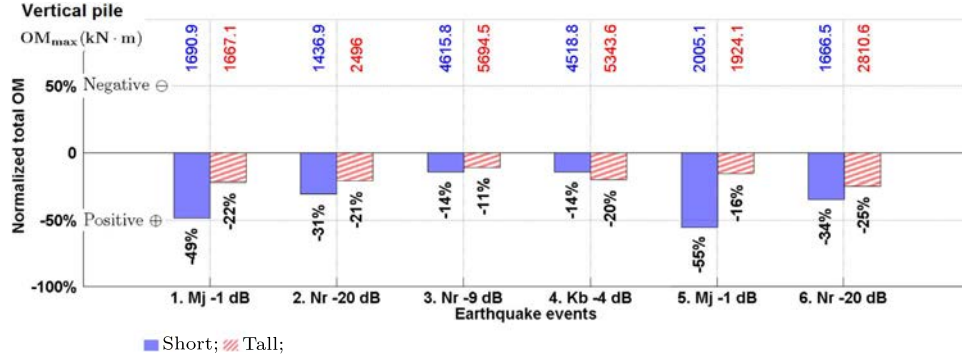 Vertical pile
OMmax(kN · m)
1690.9 1667.1 1436.9 2496 4615.8 5694.5 4518.8 5343.6 2005.1 1924.1 1666.5 2810.6
Normalized total OM
50% Negative ⊖
0
-50% Positive ⊕
-100%
-49% -22% -31% -21% -14% -11% -14% -20% -55% -16% -34% -25%
1. Mj -1 dB 2. Nr -20 dB 3. Nr -9 dB 4. Kb -4 dB 5. Mj -1 dB 6. Nr -20 dB
Earthquake events
Short; Tall;